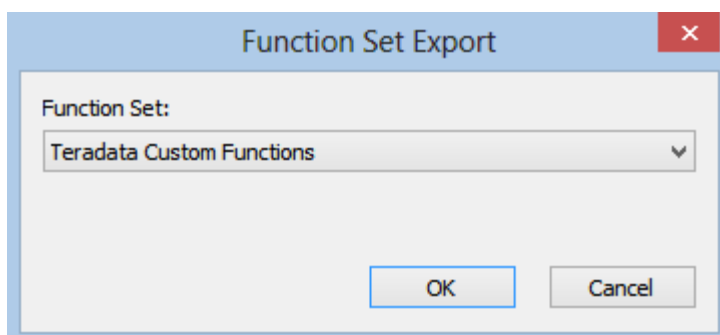 Function Set Export
Function Set:
Teradata Custom Functions
OK
Cancel